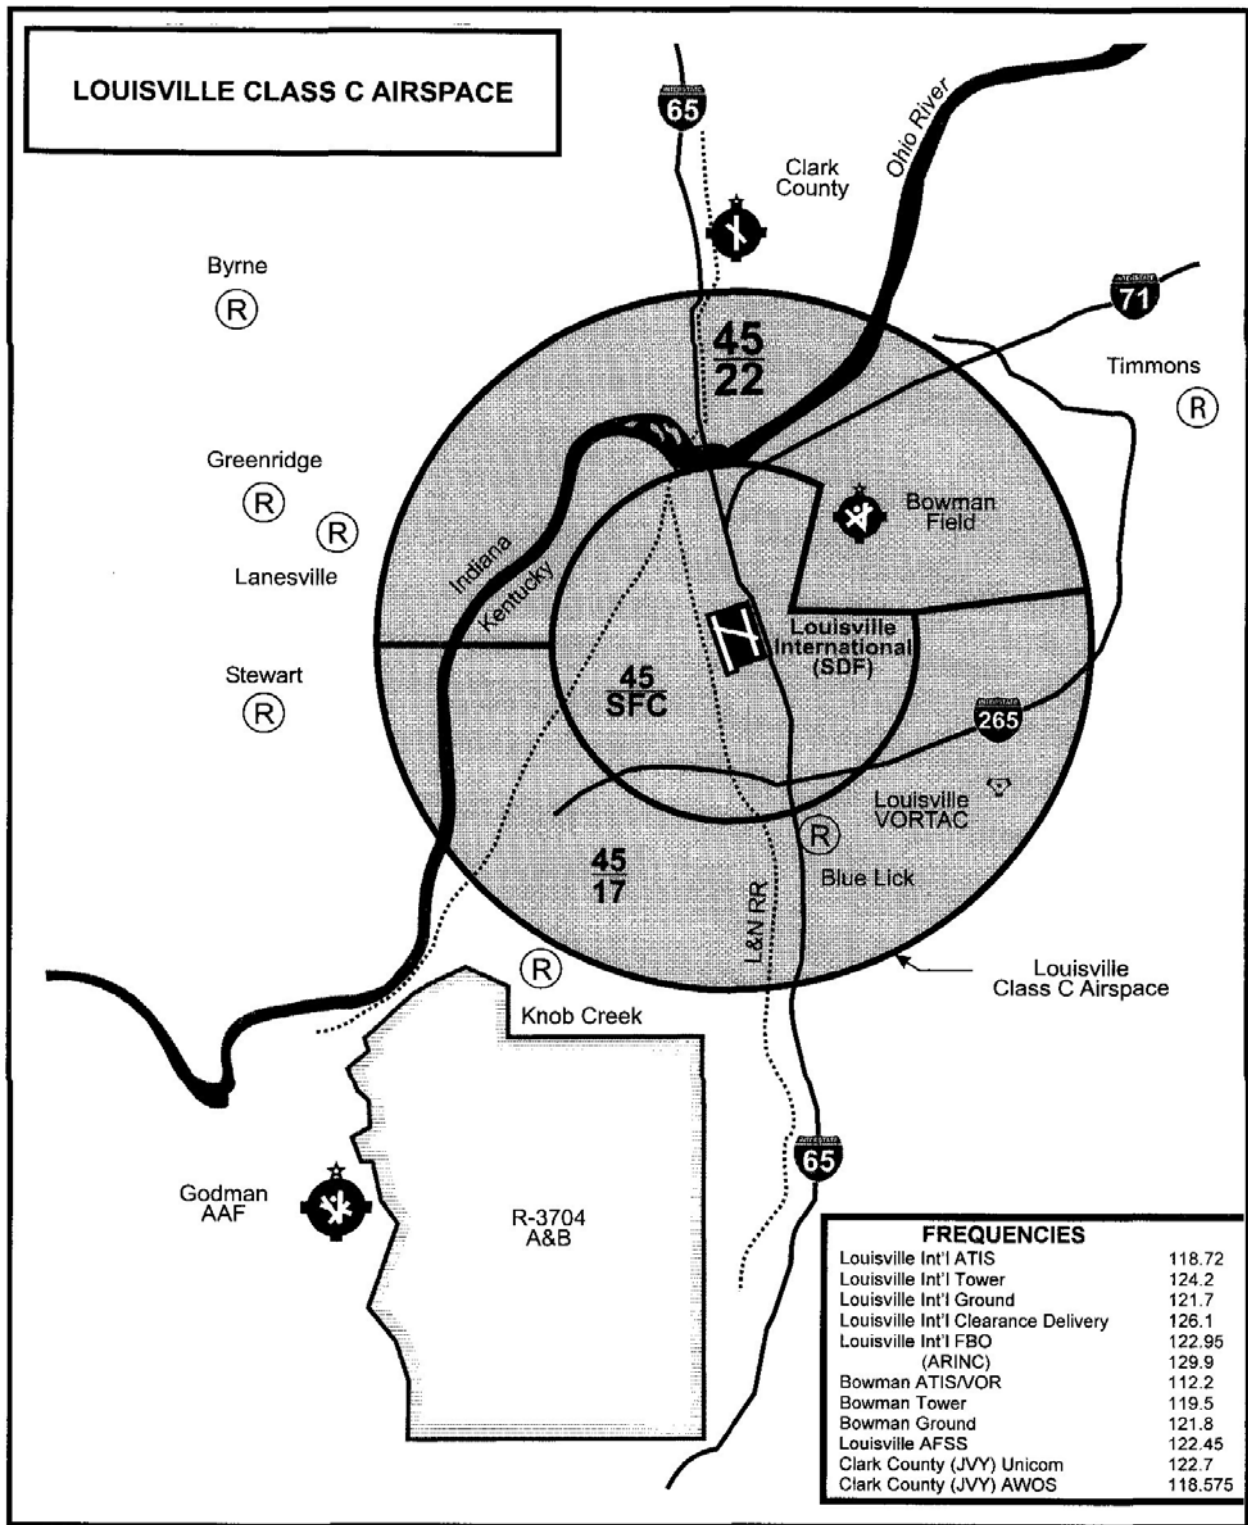 LOUISVILLE CLASS C AIRSPACE
INTERSTATE
65
Ohio River
Clark
County
Byrne
R
INTERSTATE
71
45
22
Timmons
R
Greenridge
R
R
Lanesville
Bowman
Field
Indiana
Kentucky
Louisville
International
(SDF)
Stewart
R
45
SFC
INTERSTATE
265
Louisville
VORTAC
R
Blue Lick
45
17
L&N RR
R
Knob Creek
Louisville
Class C Airspace
INTERSTATE
65
Godman
AAF
R-3704
A&B
FREQUENCIES
Louisville Int'l ATIS 118.72
Louisville Int'l Tower 124.2
Louisville Int'l Ground 121.7
Louisville Int'l Clearance Delivery 126.1
Louisville Int'l FBO 122.95
(ARINC) 129.9
Bowman ATIS/VOR 112.2
Bowman Tower 119.5
Bowman Ground 121.8
Louisville AFSS 122.45
Clark County (JVY) Unicom 122.7
Clark County (JVY) AWOS 118.575